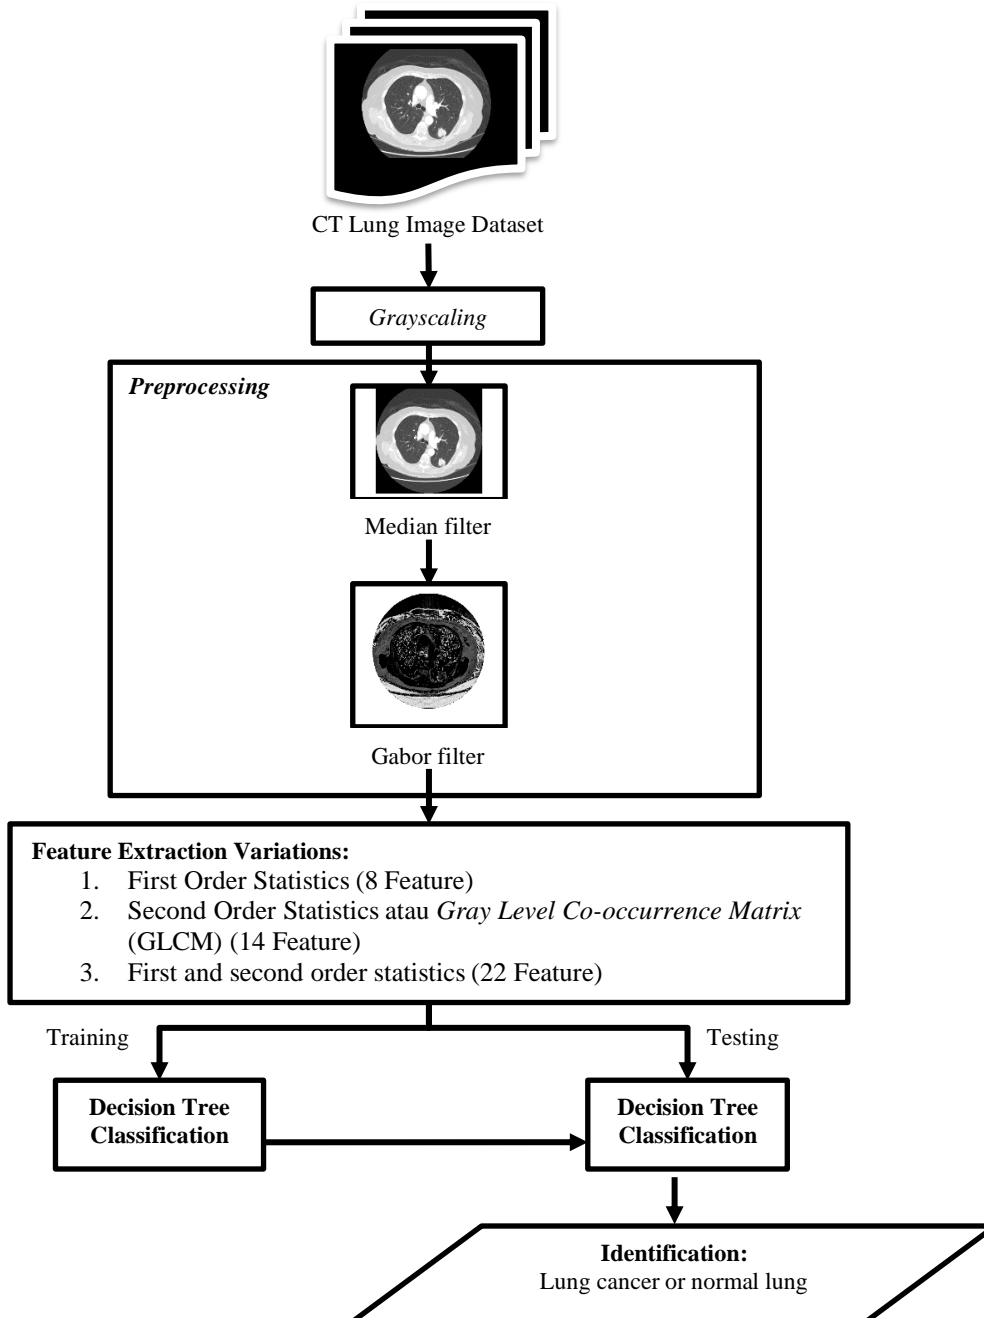 CT Lung Image Dataset
Grayscaling
Preprocessing
Median filter
Gabor filter
Feature Extraction Variations:
1. First Order Statistics (8 Feature)
2. Second Order Statistics atau Gray Level Co-occurrence Matrix
(GLCM) (14 Feature)
3. First and second order statistics (22 Feature)
Training
Testing
Decision Tree
Classification
Decision Tree
Classification
Identification:
Lung cancer or normal lung